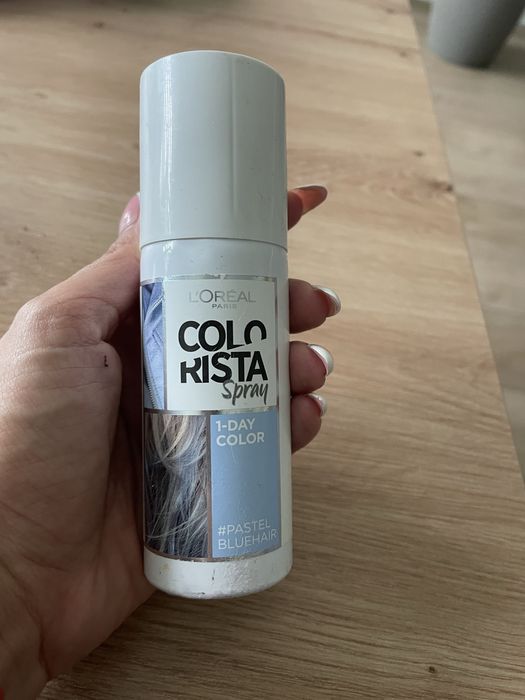 L'ORÉAL
PARIS
COLO
RISTA
Spray
1-DAY
COLOR
#PASTEL
BLUEHAIR